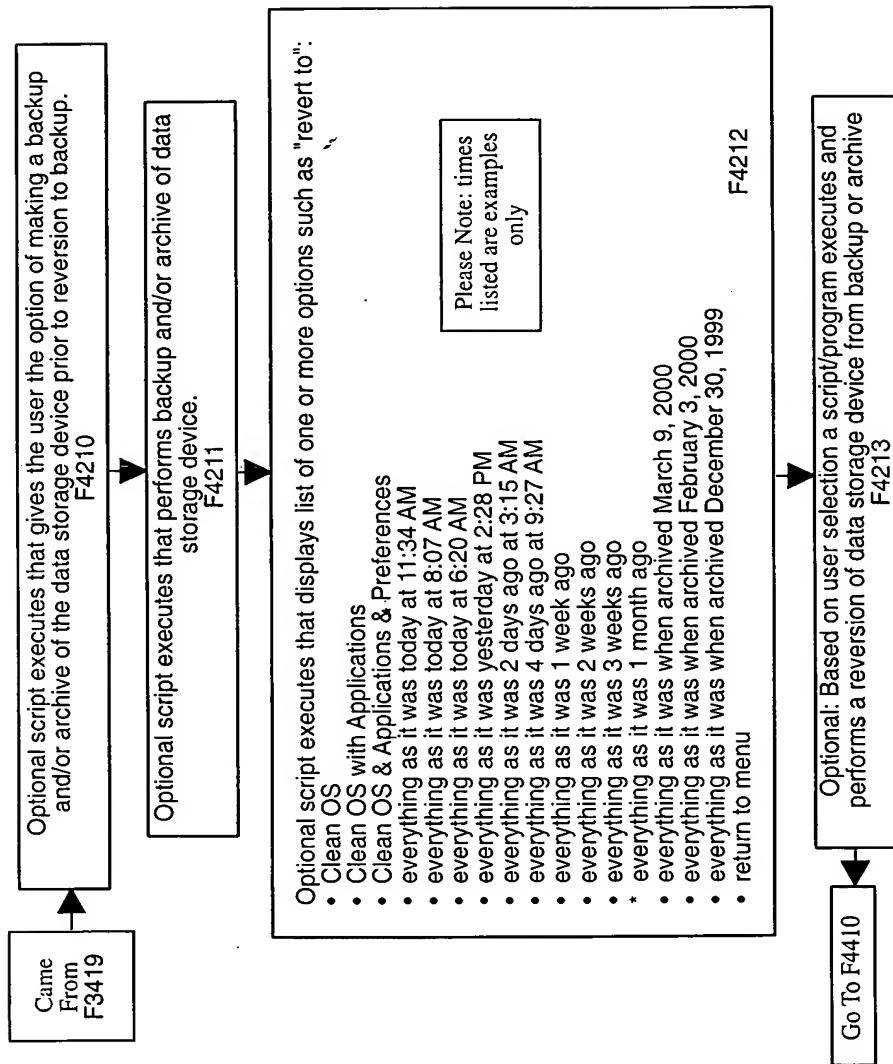 Came
From
F3419
Optional script executes that gives the user the option of making a backup
and/or archive of the data storage device prior to reversion to backup.
F4210
Optional script executes that performs backup and/or archive of data
storage device.
F4211
Optional script executes that displays list of one or more options such as "revert to":
• Clean OS
• Clean OS with Applications
• Clean OS & Applications & Preferences
• everything as it was today at 11:34 AM
• everything as it was today at 8:07 AM
• everything as it was today at 6:20 AM
• everything as it was yesterday at 2:28 PM
• everything as it was 2 days ago at 3:15 AM
• everything as it was 4 days ago at 9:27 AM
• everything as it was 1 week ago
• everything as it was 2 weeks ago
• everything as it was 3 weeks ago
* everything as it was 1 month ago
• everything as it was when archived March 9, 2000
• everything as it was when archived February 3, 2000
• everything as it was when archived December 30, 1999
• return to menu
Please Note: times
listed are examples
only
F4212
Optional: Based on user selection a script/program executes and
performs a reversion of data storage device from backup or archive
F4213
Go To F4410